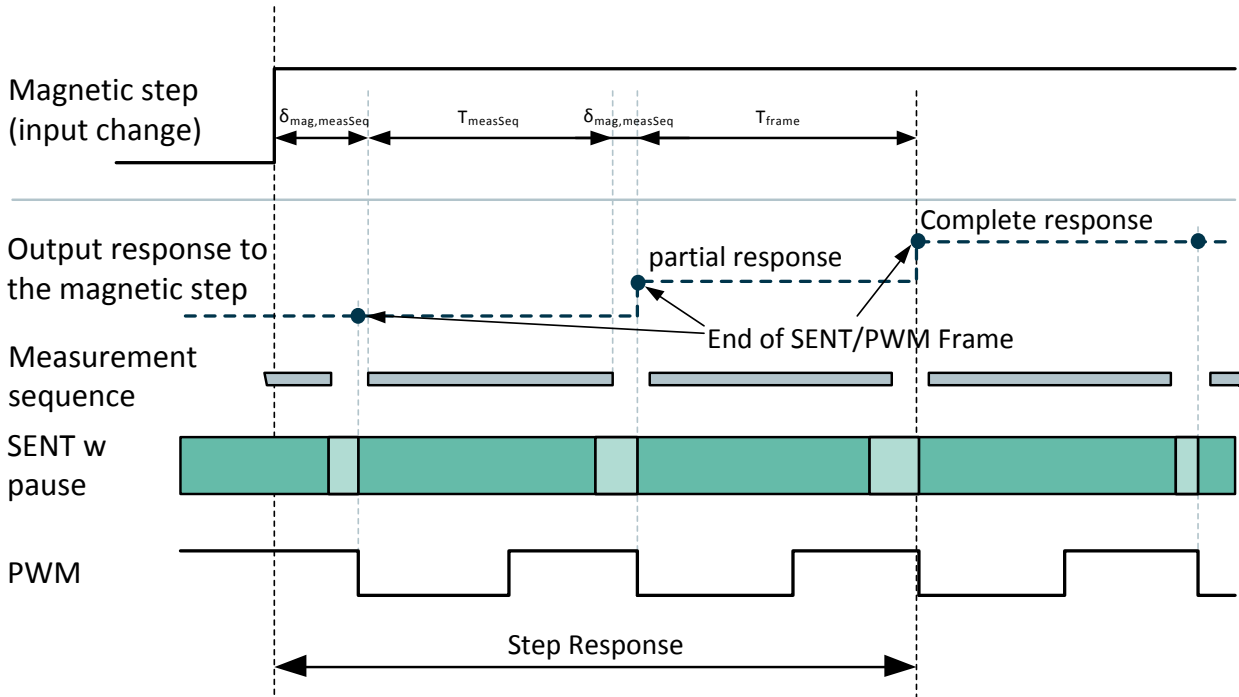 Magnetic step
(input change)
δmag,measSeq
TmeasSeq
δmag,measSeq
Tframe
Output response to
the magnetic step
partial response
Complete response
End of SENT/PWM Frame
Measurement
sequence
SENT w
pause
PWM
Step Response